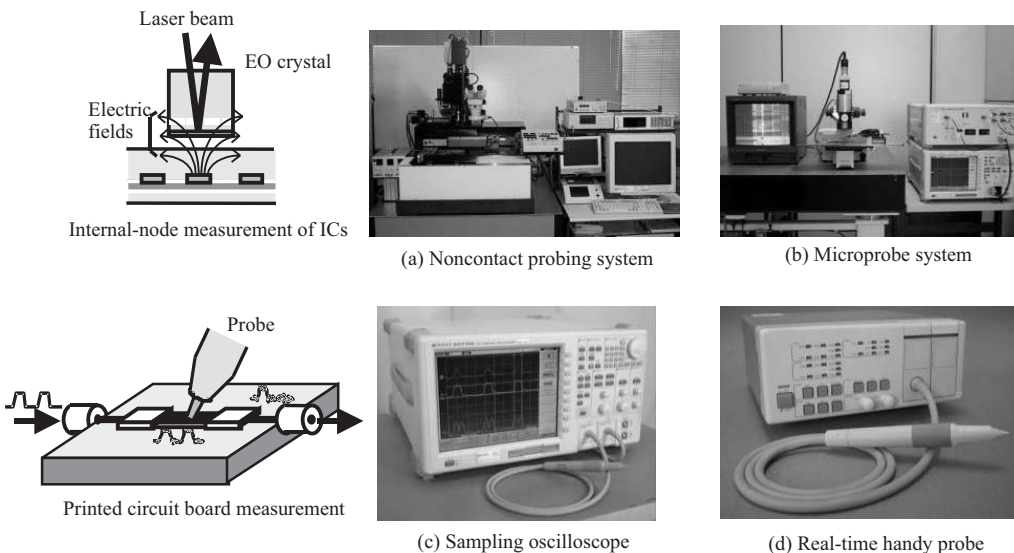 Laser beam
EO crystal
Electric
fields
Internal-node measurement of ICs
(a) Noncontact probing system
(b) Microprobe system
Probe
Printed circuit board measurement
(c) Sampling oscilloscope
(d) Real-time handy probe